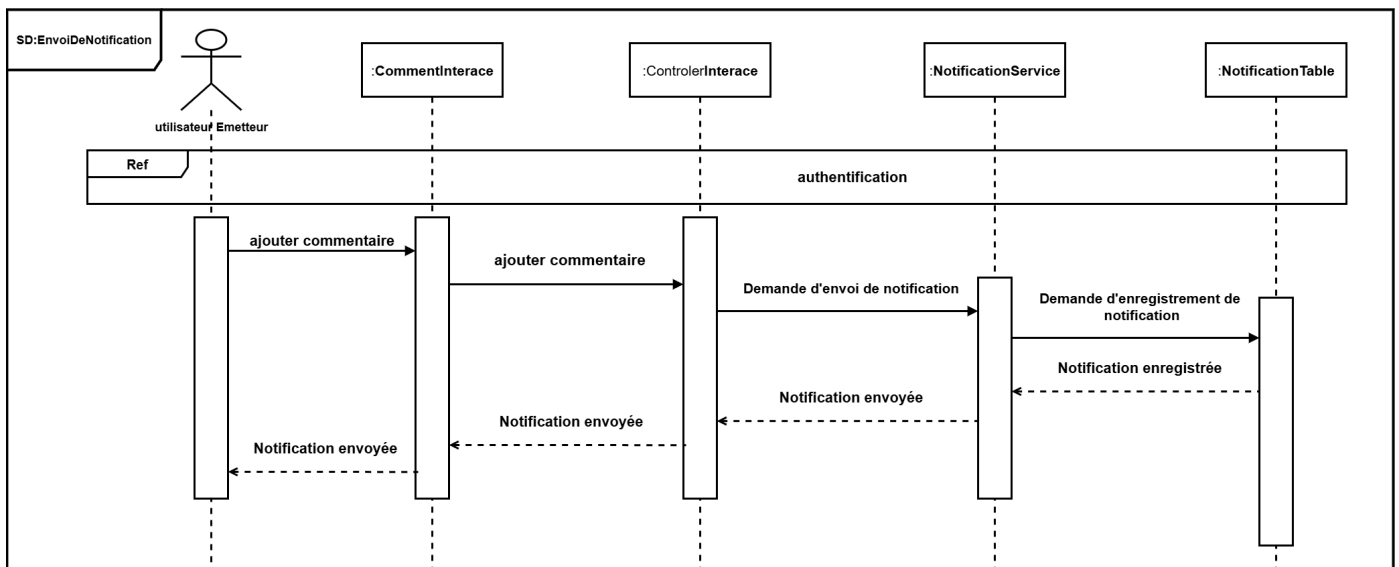 SD:EnvoiDeNotification
:CommentInterace
:ControlerInterace
:NotificationService
:NotificationTable
utilisateur Emetteur
Ref
authentification
ajouter commentaire
ajouter commentaire
Demande d'envoi de notification
Demande d'enregistrement de
notification
Notification enregistrée
Notification envoyée
Notification envoyée
Notification envoyée